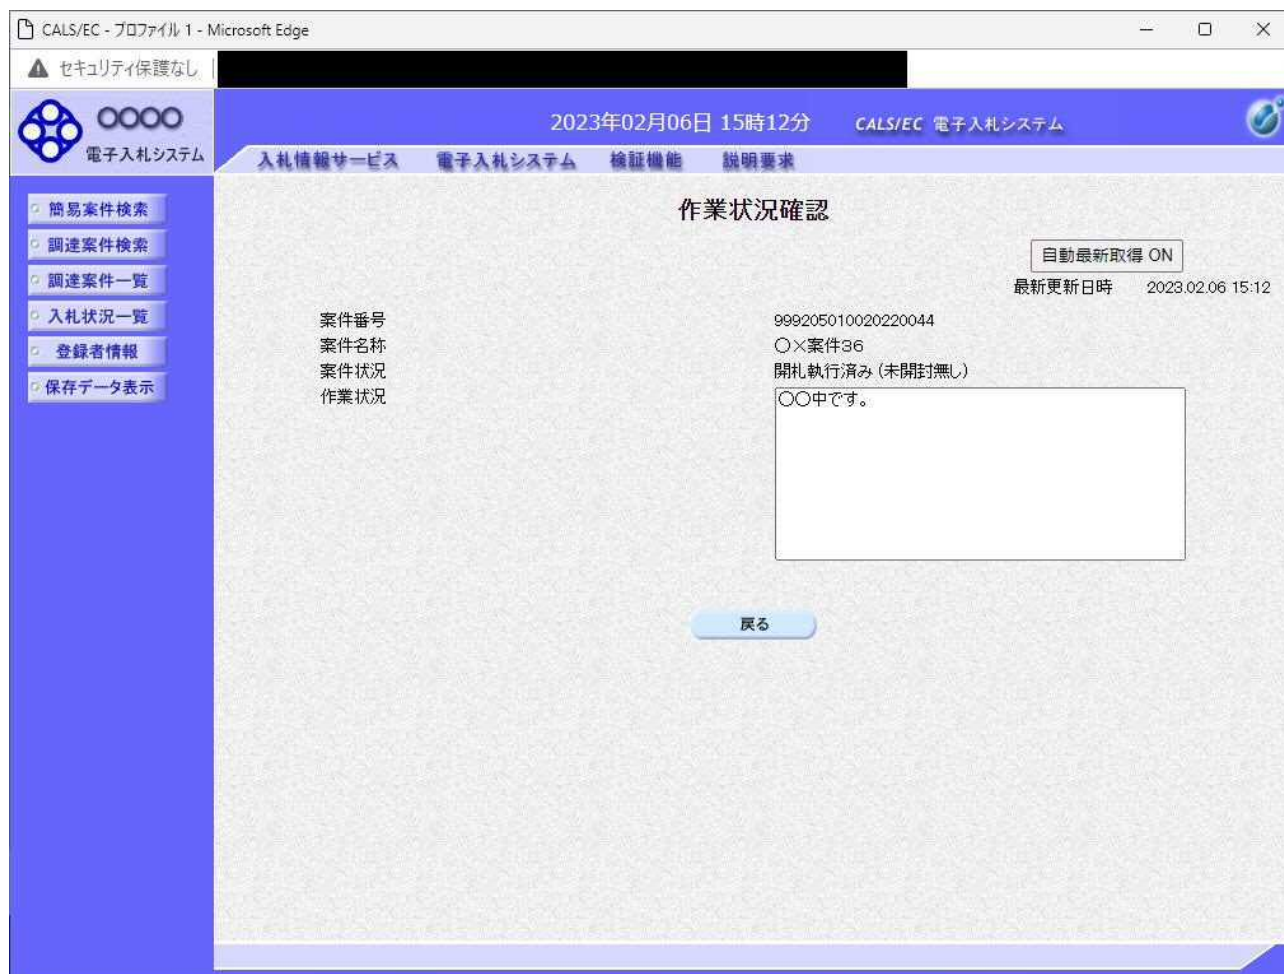 CALS/EC - プロファイル 1 - Microsoft Edge
セキュリティ保護なし
〇〇〇〇
電子入札システム
2023年02月06日 15時12分
CALS/EC 電子入札システム
入札情報サービス 電子入札システム 検証機能 説明要求
簡易案件検索
調達案件検索
調達案件一覧
入札状況一覧
登録者情報
保存データ表示
作業状況確認
自動最新取得 ON
最新更新日時 2023.02.06 15:12
案件番号 999205010020220044
案件名称 〇×案件36
案件状況 開札執行済み(未開封無し)
作業状況 〇〇中です。
戻る